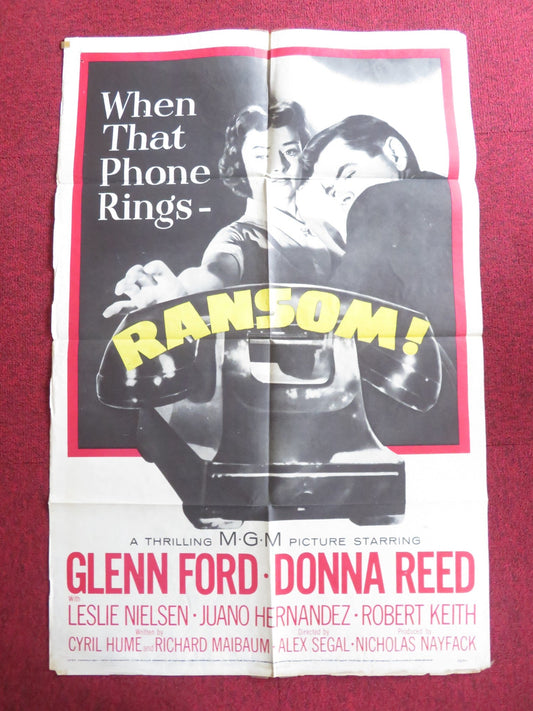 When
That
Phone
Rings-
RANSOM!
A THRILLING M-G-M PICTURE STARRING
GLENN FORD · DONNA REED
With
LESLIE NIELSEN · JUANO HERNANDEZ · ROBERT KEITH
Written by Directed by Produced by
CYRIL HUME and RICHARD MAIBAUM · ALEX SEGAL · NICHOLAS NAYFACK